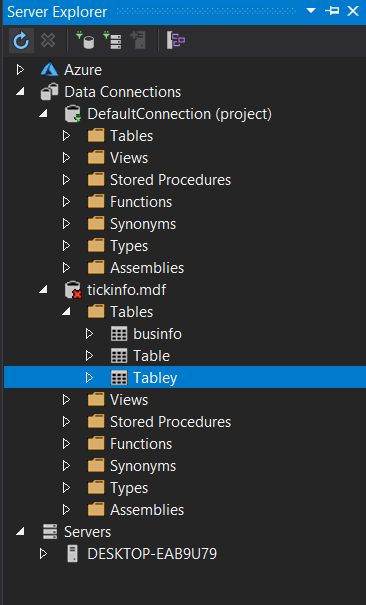 Server Explorer
Azure
Data Connections
DefaultConnection (project)
Tables
Views
Stored Procedures
Functions
Synonyms
Types
Assemblies
tickinfo.mdf
Tables
businfo
Table
Tabley
Views
Stored Procedures
Functions
Synonyms
Types
Assemblies
Servers
DESKTOP-EAB9U79